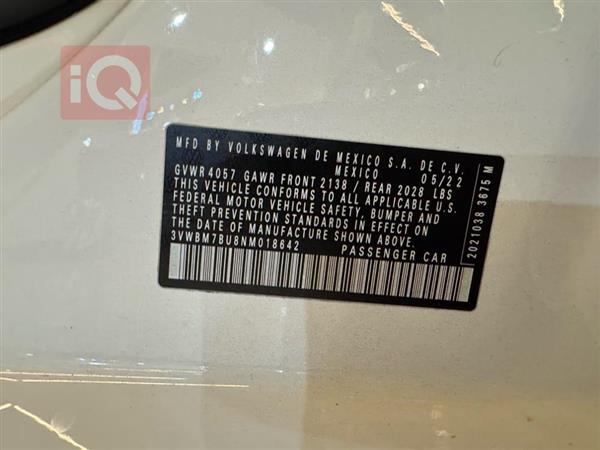 iQ
MFD BY VOLKSWAGEN DE MEXICO S.A. DE C.V.
MEXICO 05/22
GVWR 4057 GAWR FRONT 2138 / REAR 2028 LBS
THIS VEHICLE CONFORMS TO ALL APPLICABLE U.S.
FEDERAL MOTOR VEHICLE SAFETY, BUMPER AND
THEFT PREVENTION STANDARDS IN EFFECT ON
THE DATE OF MANUFACTURE SHOWN ABOVE.
3VWBM7BU8NM018642 PASSENGER CAR
2021038 3675 M